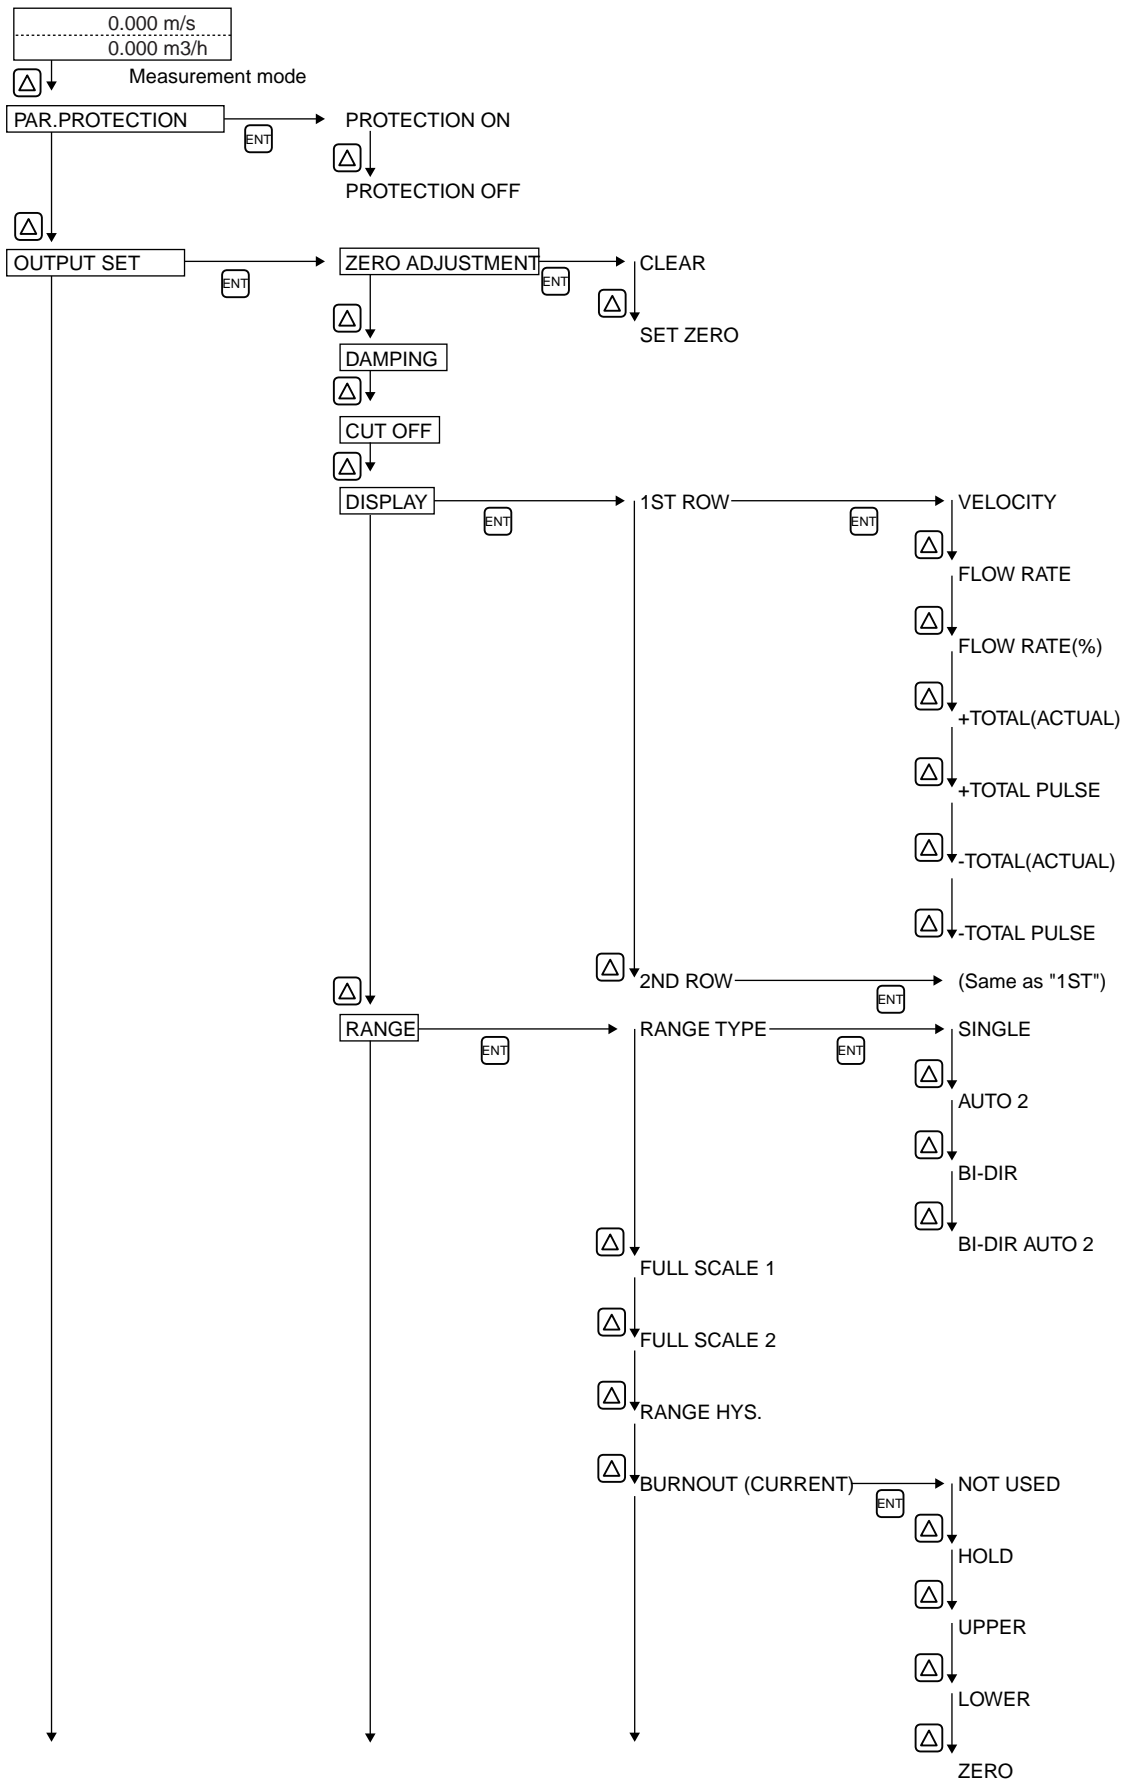 0.000 m/s
0.000 m3/h
Measurement mode
PAR.PROTECTION
ENT
PROTECTION ON
PROTECTION OFF
OUTPUT SET
ENT
ZERO ADJUSTMENT
ENT
CLEAR
SET ZERO
DAMPING
CUT OFF
DISPLAY
ENT
1ST ROW
ENT
VELOCITY
FLOW RATE
FLOW RATE(%)
+TOTAL(ACTUAL)
+TOTAL PULSE
-TOTAL(ACTUAL)
-TOTAL PULSE
2ND ROW
ENT
(Same as "1ST")
RANGE
ENT
RANGE TYPE
ENT
SINGLE
AUTO 2
BI-DIR
BI-DIR AUTO 2
FULL SCALE 1
FULL SCALE 2
RANGE HYS.
BURNOUT (CURRENT)
ENT
NOT USED
HOLD
UPPER
LOWER
ZERO